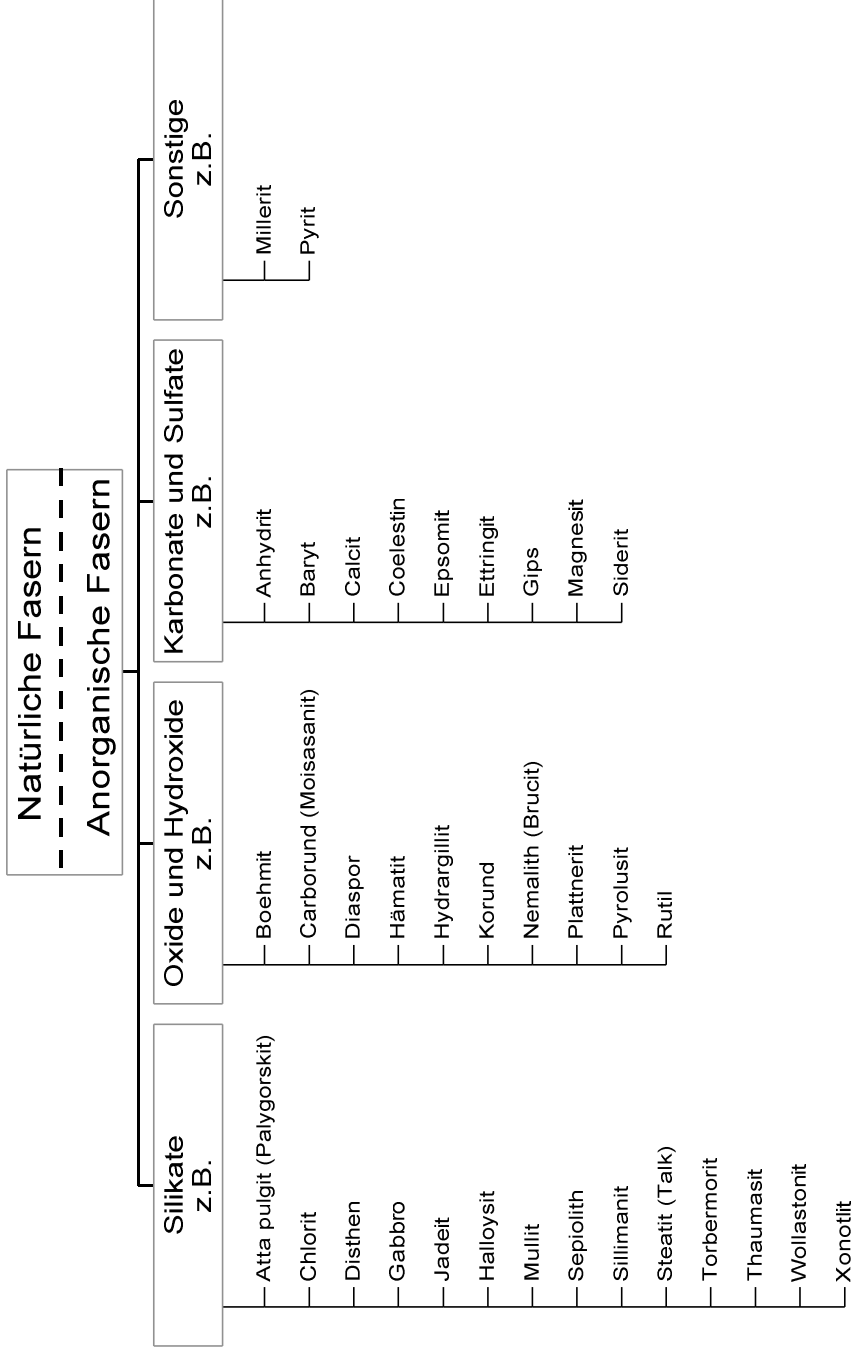 Natürliche Fasern
Anorganische Fasern
Silikate
z.B.
Atta pulgit (Palygorskit)
Chlorit
Disthen
Gabbro
Jadeit
Halloysit
Mullit
Sepiolith
Sillimanit
Steatit (Talk)
Torbermorit
Thaumasit
Wollastonit
Xonotlit
Oxide und Hydroxide
z.B.
Boehmit
Carborund (Moisasanit)
Diaspor
Hämatit
Hydrargillit
Korund
Nemalith (Brucit)
Plattnerit
Pyrolusit
Rutil
Karbonate und Sulfate
z.B.
Anhydrit
Baryt
Calcit
Coelestin
Epsomit
Ettringit
Gips
Magnesit
Siderit
Sonstige
z.B.
Millerit
Pyrit